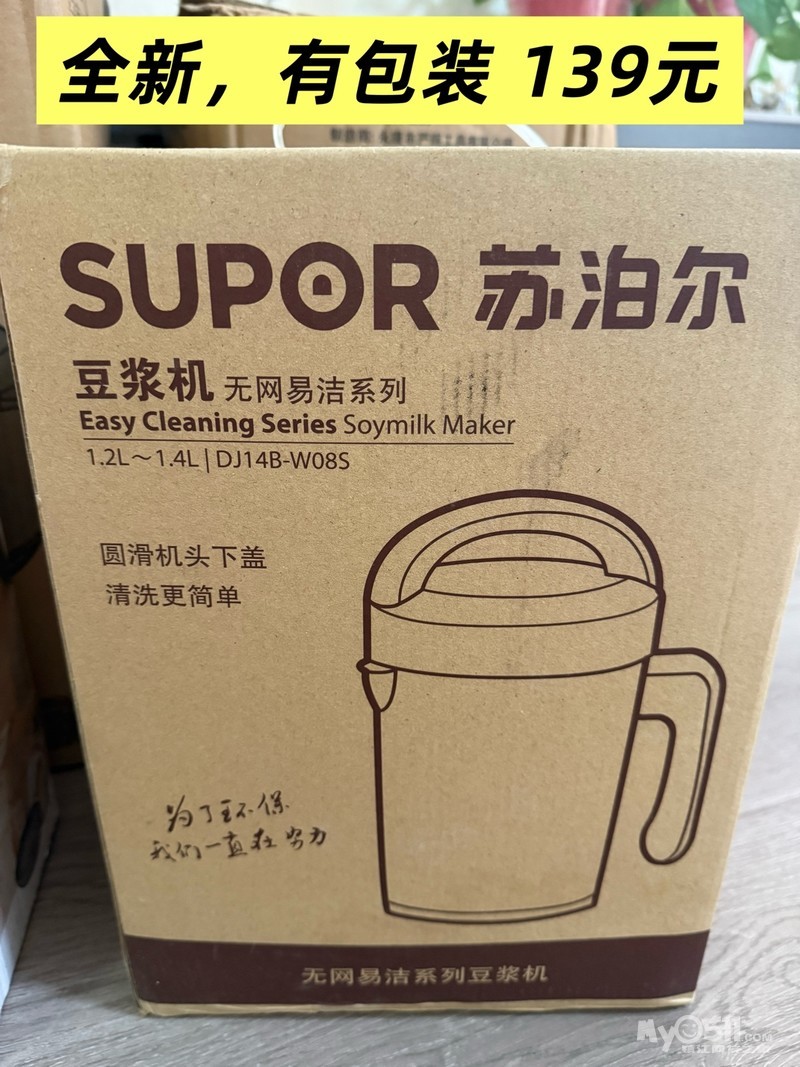 全新，有包装 139元
SUPOR 苏泊尔
豆浆机 无网易洁系列
Easy Cleaning Series Soymilk Maker
1.2L～1.4L | DJ14B-W08S
圆滑机头下盖
清洗更简单
为了环保
我们一直在努力
无网易洁系列豆浆机
MyO511.COM